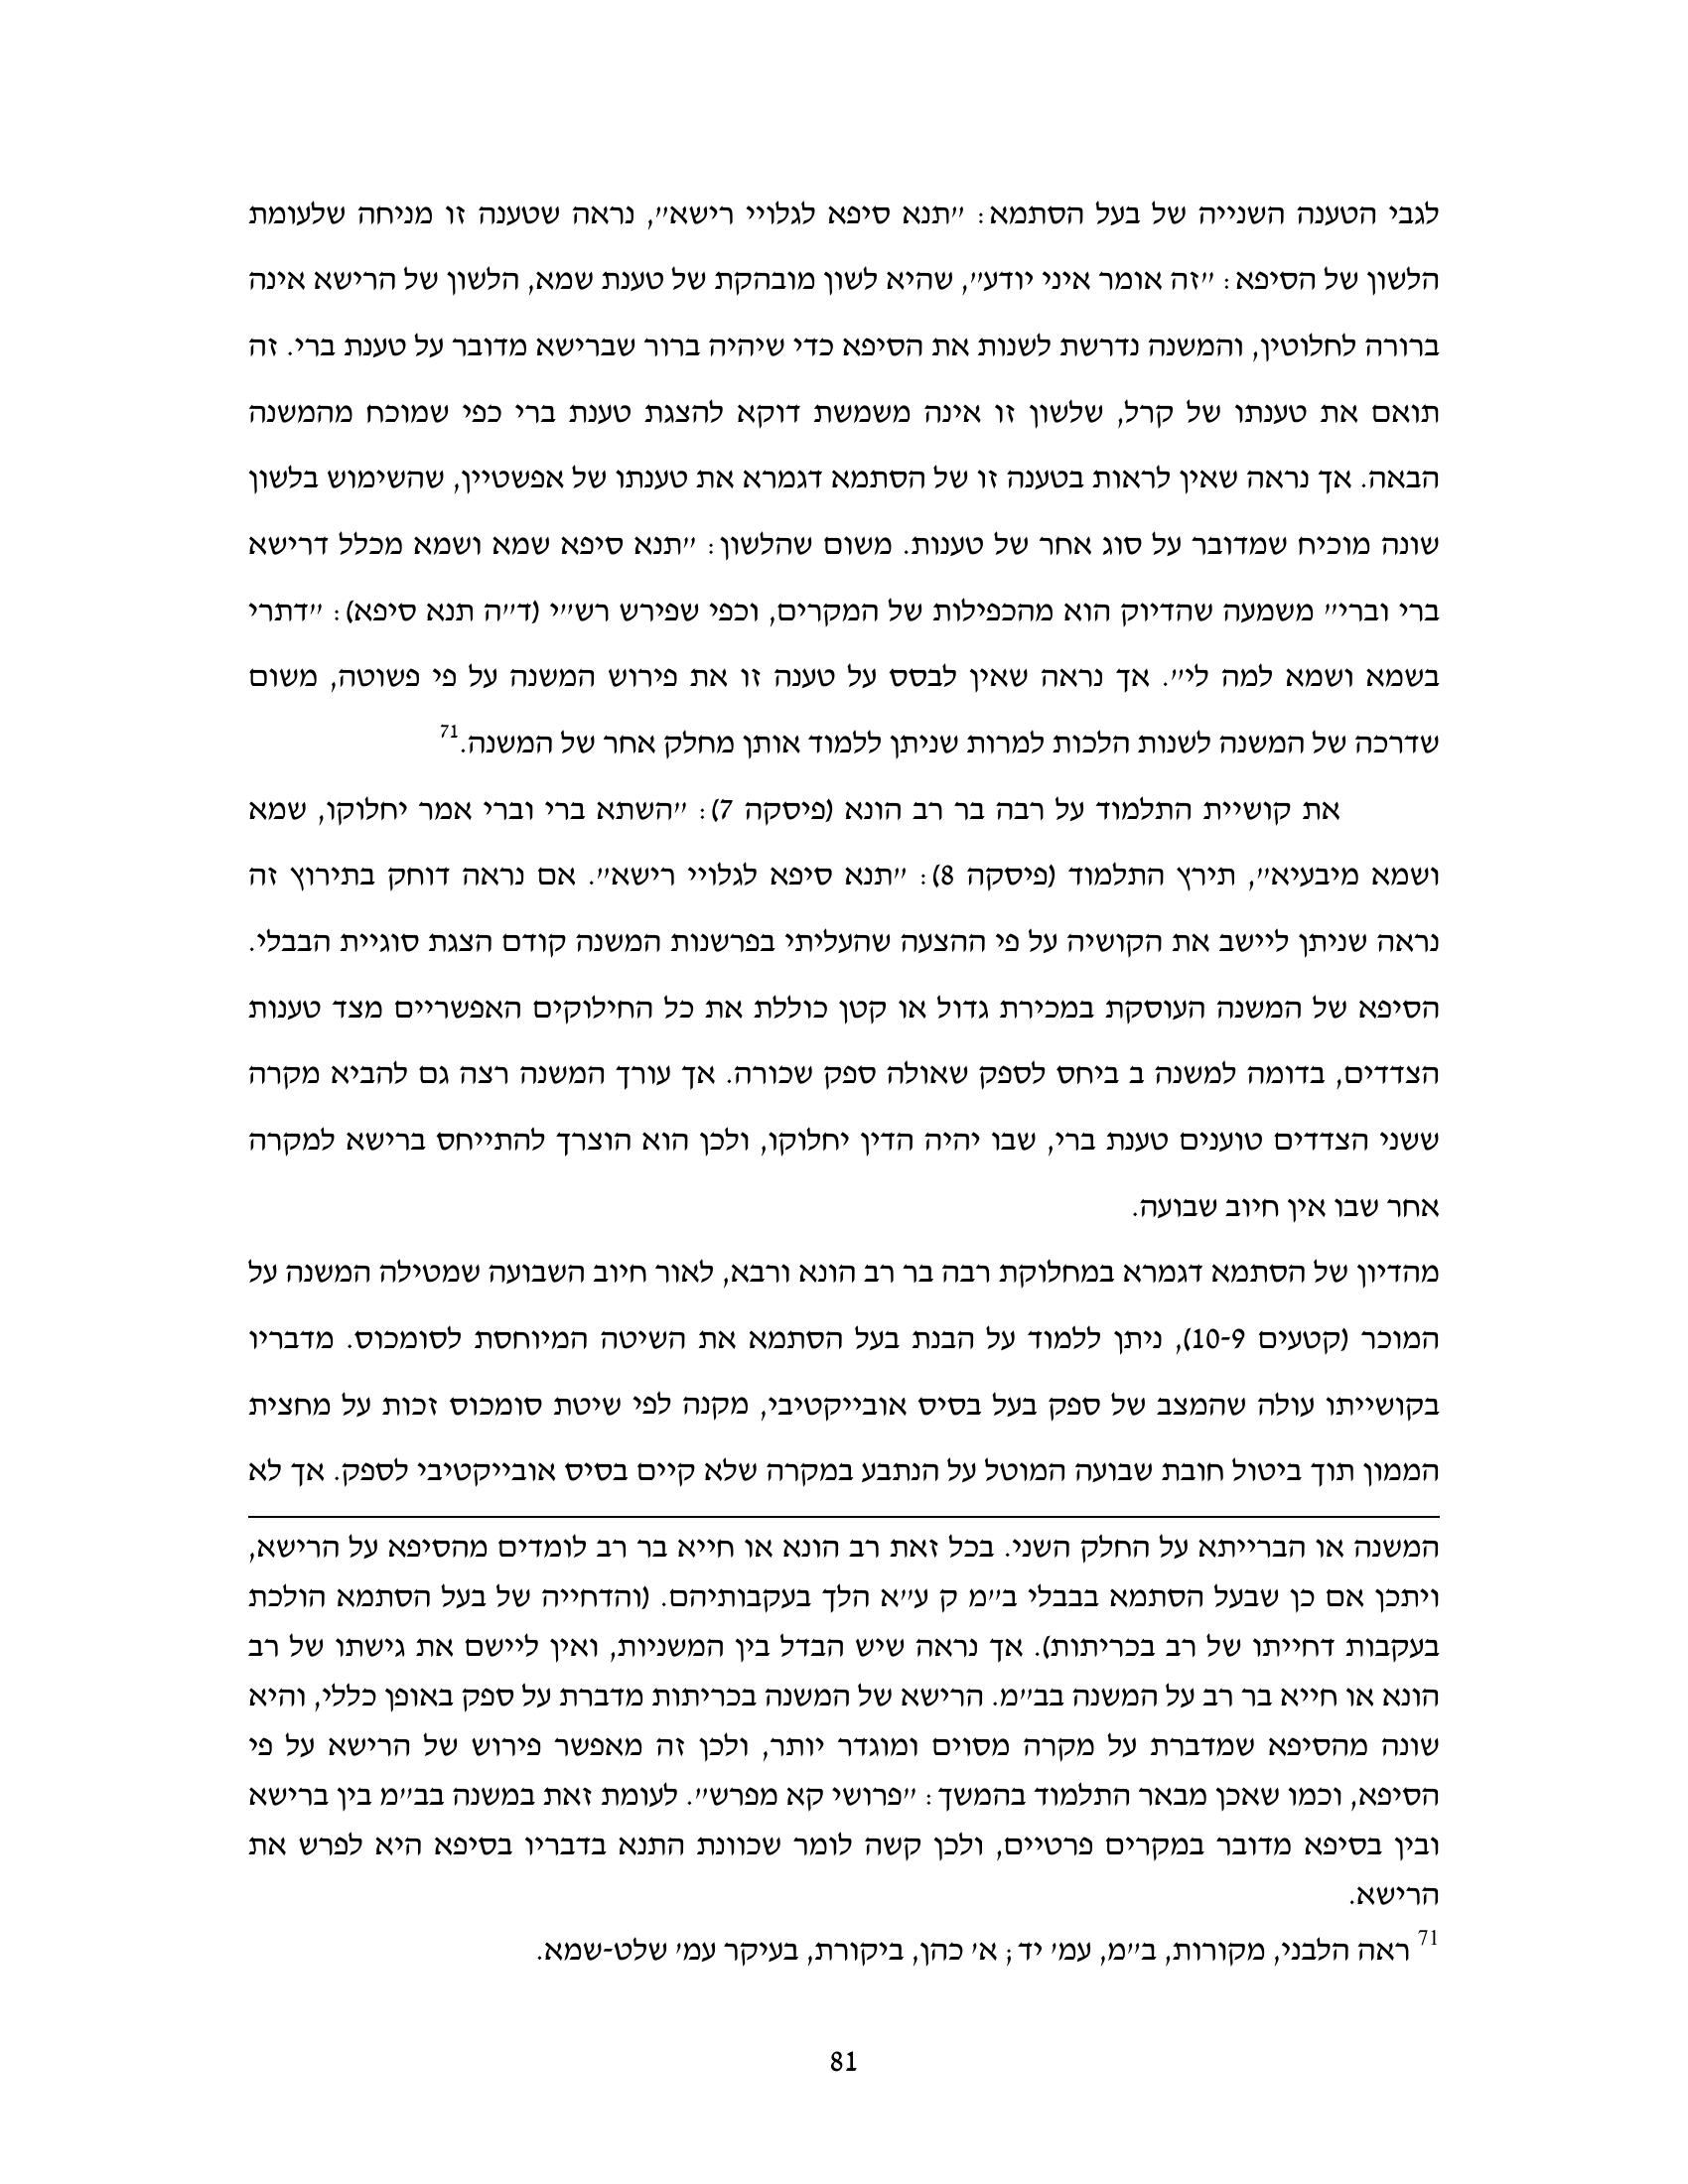 לגבי הטענה השנייה של בעל הסתמא: "תנא סיפא לגלויי רישא", נראה שטענה זו מניחה שלעומת
הלשון של הסיפא: "זה אומר איני יודע", שהיא לשון מובהקת של טענת שמא, הלשון של הרישא אינה
ברורה לחלוטין, והמשנה נדרשת לשנות את הסיפא כדי שיהיה ברור שברישא מדובר על טענת ברי. זה
תואם את טענתו של קרל, שלשון זו אינה משמשת דוקא להצגת טענת ברי כפי שמוכח מהמשנה
הבאה. אך נראה שאין לראות בטענה זו של הסתמא דגמרא את טענתו של אפשטיין, שהשימוש בלשון
שונה מוכיח שמדובר על סוג אחר של טענות. משום שהלשון: "תנא סיפא שמא ושמא מכלל דרישא
ברי וברי" משמעה שהדיוק הוא מהכפילות של המקרים, וכפי שפירש רש"י (ד"ה תנא סיפא): "דתרי
בשמא ושמא למה לי". אך נראה שאין לבסס על טענה זו את פירוש המשנה על פי פשוטה, משום
שדרכה של המשנה לשנות הלכות למרות שניתן ללמוד אותן מחלק אחר של המשנה.71
את קושיית התלמוד על רבה בר רב הונא (פיסקה 7): "השתא ברי וברי אמר יחלוקו, שמא
ושמא מיבעיא", תירץ התלמוד (פיסקה 8): "תנא סיפא לגלויי רישא". אם נראה דוחק בתירוץ זה
נראה שניתן ליישב את הקושיה על פי ההצעה שהעליתי בפרשנות המשנה קודם הצגת סוגיית הבבלי.
הסיפא של המשנה העוסקת במכירת גדול או קטן כוללת את כל החילוקים האפשריים מצד טענות
הצדדים, בדומה למשנה ב ביחס לספק שאולה ספק שכורה. אך עורך המשנה רצה גם להביא מקרה
ששני הצדדים טוענים טענת ברי, שבו יהיה הדין יחלוקו, ולכן הוא הוצרך להתייחס ברישא למקרה
אחר שבו אין חיוב שבועה.
מהדיון של הסתמא דגמרא במחלוקת רבה בר רב הונא ורבא, לאור חיוב השבועה שמטילה המשנה על
המוכר (קטעים 10-9), ניתן ללמוד על הבנת בעל הסתמא את השיטה המיוחסת לסומכוס. מדבריו
בקושייתו עולה שהמצב של ספק בעל בסיס אובייקטיבי, מקנה לפי שיטת סומכוס זכות על מחצית
הממון תוך ביטול חובת שבועה המוטל על הנתבע במקרה שלא קיים בסיס אובייקטיבי לספק. אך לא
המשנה או הברייתא על החלק השני. בכל זאת רב הונא או חייא בר רב לומדים מהסיפא על הרישא,
ויתכן אם כן שבעל הסתמא בבבלי ב"מ ק ע"א הלך בעקבותיהם. (והדחייה של בעל הסתמא הולכת
בעקבות דחייתו של רב בכריתות). אך נראה שיש הבדל בין המשניות, ואין ליישם את גישתו של רב
הונא או חייא בר רב על המשנה בב"מ. הרישא של המשנה בכריתות מדברת על ספק באופן כללי, והיא
שונה מהסיפא שמדברת על מקרה מסוים ומוגדר יותר, ולכן זה מאפשר פירוש של הרישא על פי
הסיפא, וכמו שאכן מבאר התלמוד בהמשך: "פרושי קא מפרש". לעומת זאת במשנה בב"מ בין ברישא
ובין בסיפא מדובר במקרים פרטיים, ולכן קשה לומר שכוונת התנא בדבריו בסיפא היא לפרש את
הרישא.
71 ראה הלבני, מקורות, ב"מ, עמ' יד; א' כהן, ביקורת, בעיקר עמ' שלט-שמא.
81